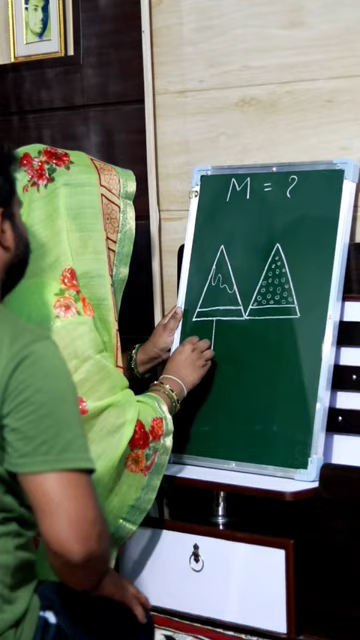 M = ?